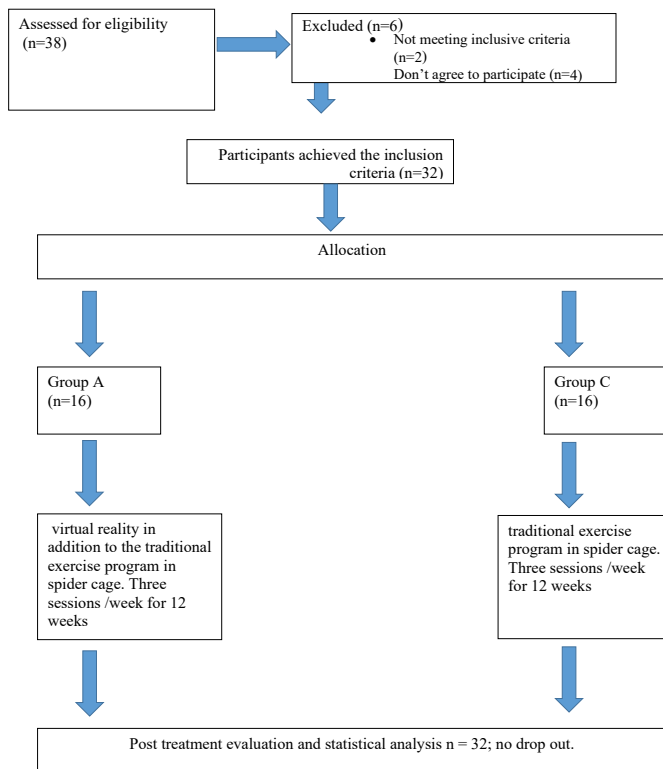 Assessed for eligibility
(n=38)
Excluded (n=6)
• Not meeting inclusive criteria
(n=2)
Don’t agree to participate (n=4)
Participants achieved the inclusion
criteria (n=32)
Allocation
Group A
(n=16)
Group C
(n=16)
virtual reality in
addition to the traditional
exercise program in
spider cage. Three
sessions /week for 12
weeks
traditional exercise
program in spider cage.
Three sessions /week
for 12 weeks
Post treatment evaluation and statistical analysis n = 32; no drop out.